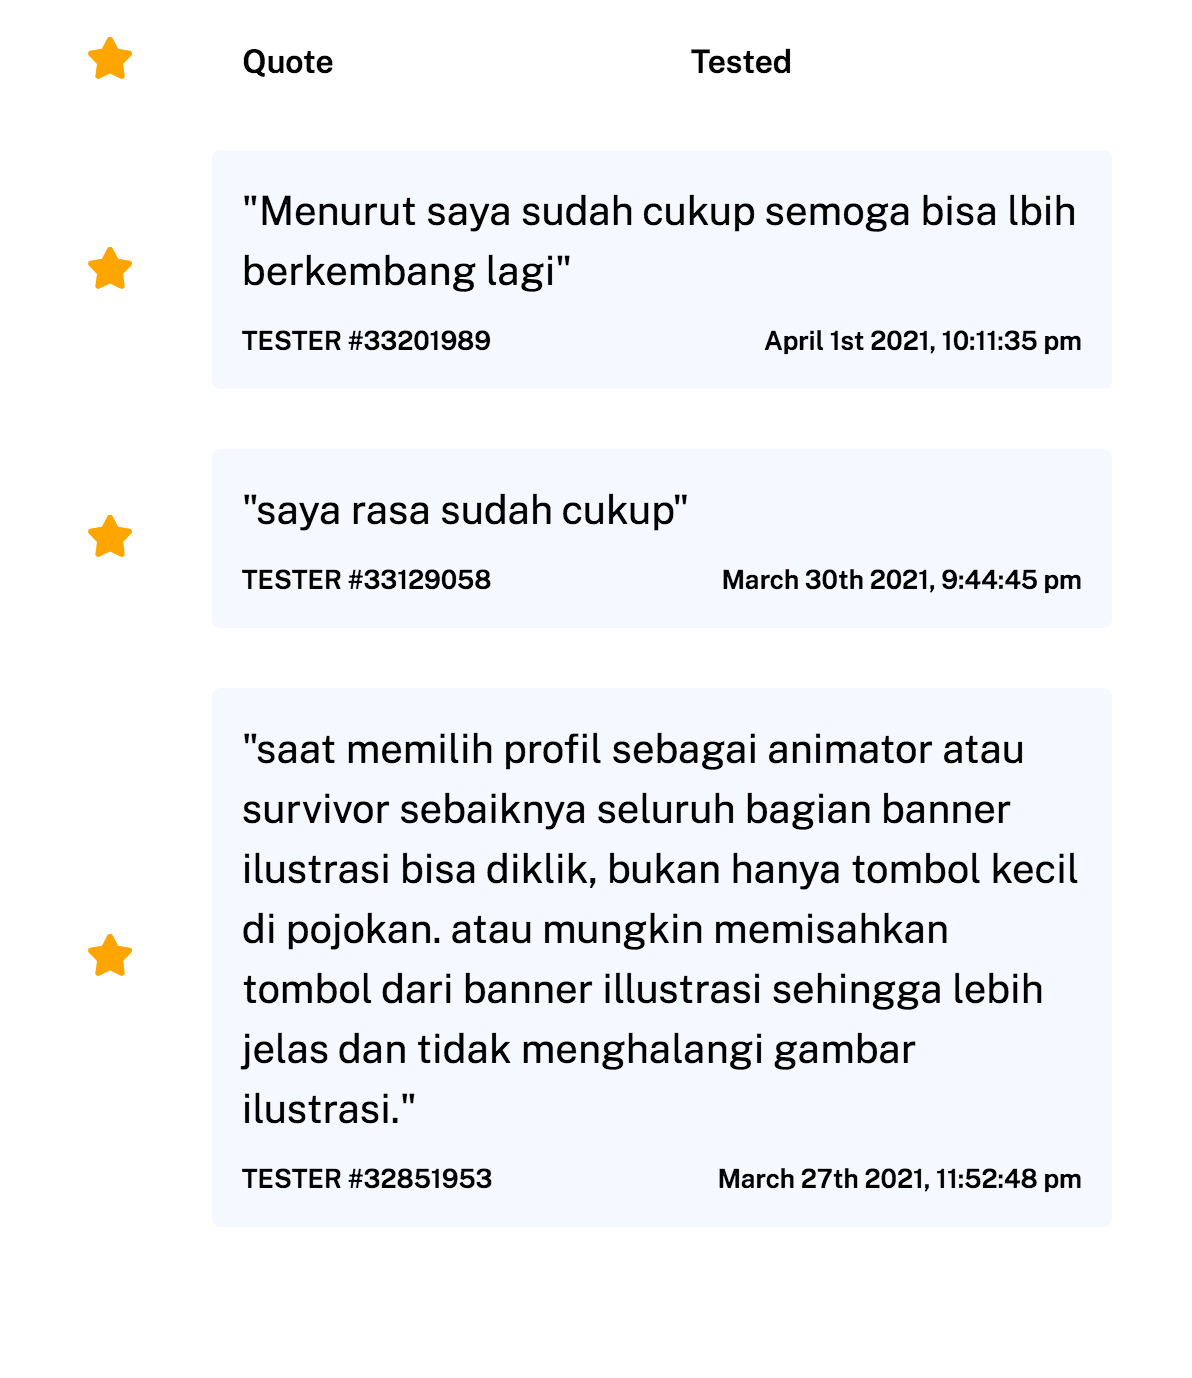 Quote Tested
"Menurut saya sudah cukup semoga bisa lbih
berkembang lagi"
TESTER #33201989 April 1st 2021, 10:11:35 pm
"saya rasa sudah cukup"
TESTER #33129058 March 30th 2021, 9:44:45 pm
"saat memilih profil sebagai animator atau
survivor sebaiknya seluruh bagian banner
ilustrasi bisa diklik, bukan hanya tombol kecil
di pojokan. atau mungkin memisahkan
tombol dari banner illustrasi sehingga lebih
jelas dan tidak menghalangi gambar
ilustrasi."
TESTER #32851953 March 27th 2021, 11:52:48 pm